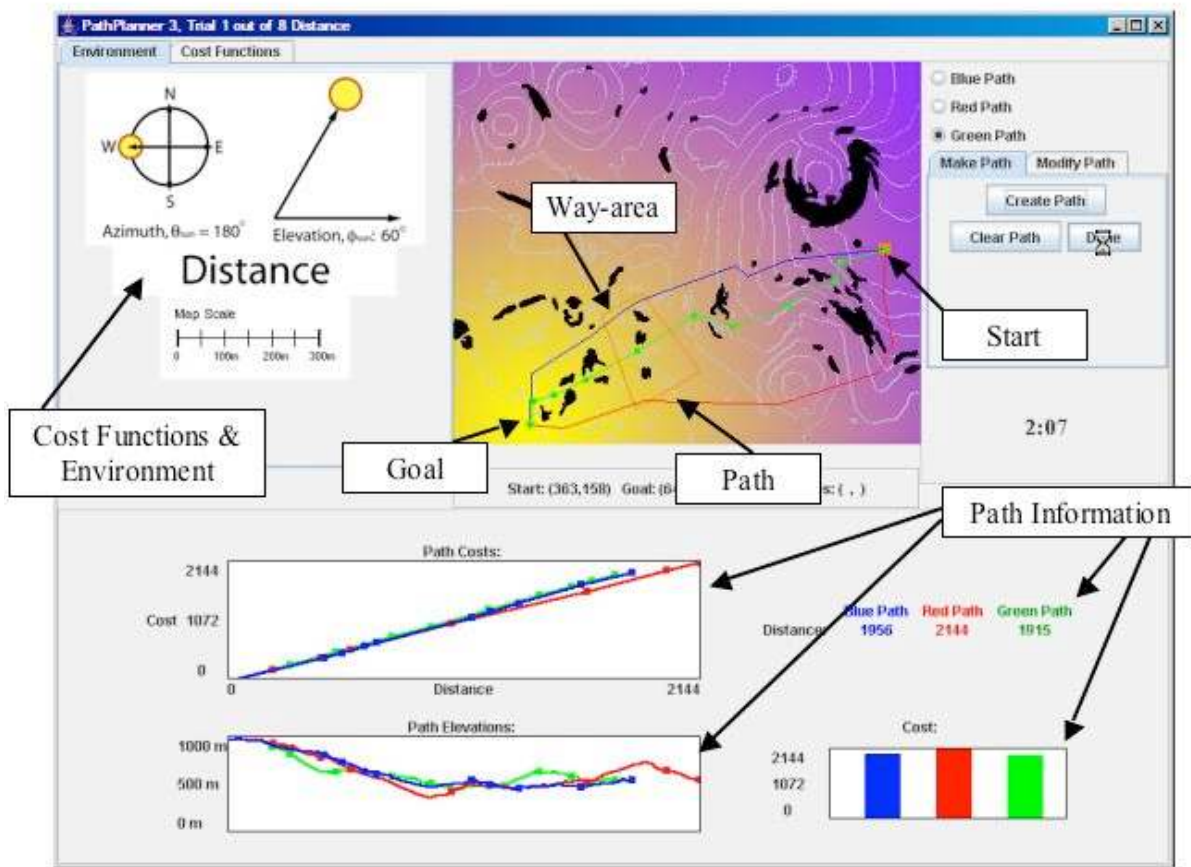 PathPlanner 3, Trial 1 out of 8 Distance
Environment
Cost Functions
N
W
E
S
Azimuth, θsun = 180°
Elevation, φsun: 60°
Distance
Map Scale
0 100m 200m 300m
Way-area
Start
Goal
Path
Cost Functions &
Environment
Blue Path
Red Path
Green Path
Make Path
Modify Path
Create Path
Clear Path
2:07
Start: (363,158) Goal: (64
s: ( , )
Path Information
Path Costs:
2144
Cost 1072
0
0 Distance 2144
Blue Path Red Path Green Path
Distance: 1956 2144 1915
Path Elevations:
1000 m
500 m
0 m
Cost:
2144
1072
0